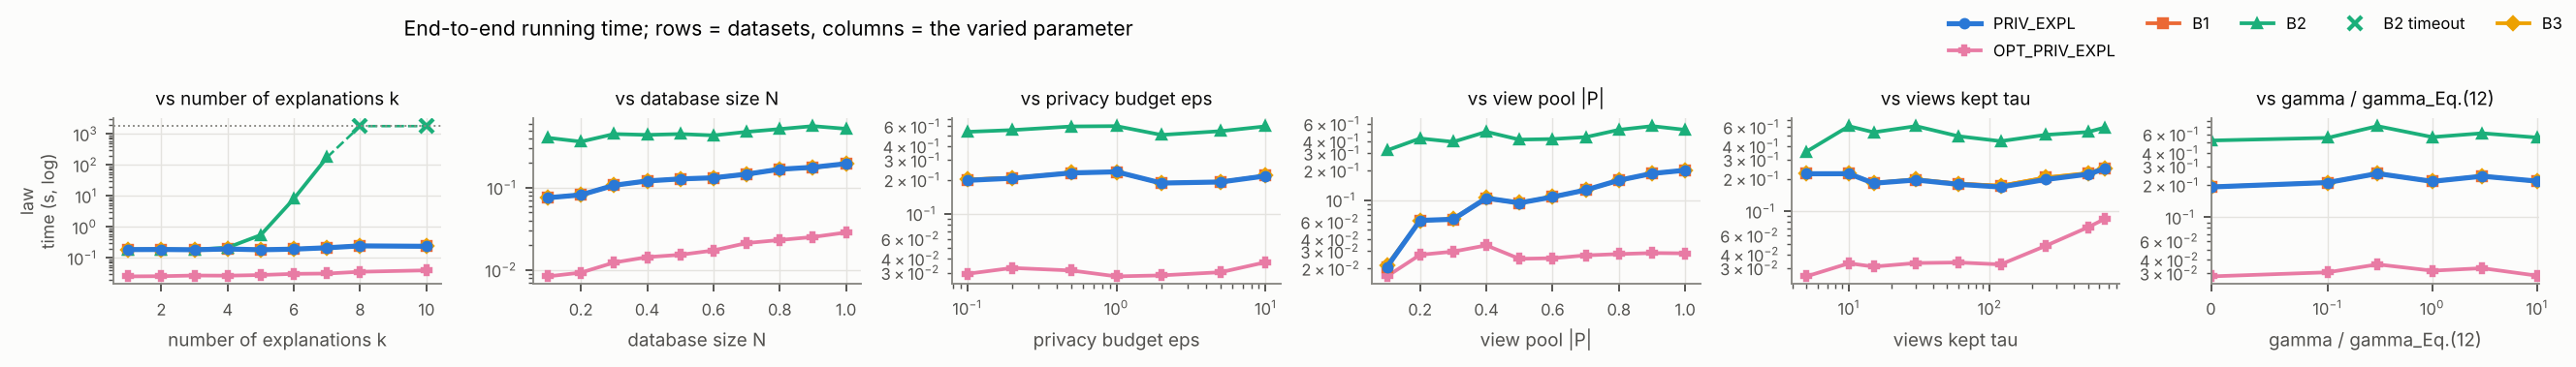 End-to-end running time; rows = datasets, columns = the varied parameter
PRIV_EXPL B1 B2 B2 timeout B3
OPT_PRIV_EXPL
vs number of explanations k
law
time (s, log)
10³
10²
10¹
10⁰
10⁻¹
2 4 6 8 10
number of explanations k
vs database size N
10⁻¹
10⁻²
0.2 0.4 0.6 0.8 1.0
database size N
vs privacy budget eps
6 × 10⁻¹
4 × 10⁻¹
3 × 10⁻¹
2 × 10⁻¹
10⁻¹
6 × 10⁻²
4 × 10⁻²
3 × 10⁻²
10⁻¹ 10⁰ 10¹
privacy budget eps
vs view pool |P|
6 × 10⁻¹
4 × 10⁻¹
3 × 10⁻¹
2 × 10⁻¹
10⁻¹
6 × 10⁻²
4 × 10⁻²
3 × 10⁻²
2 × 10⁻²
0.2 0.4 0.6 0.8 1.0
view pool |P|
vs views kept tau
6 × 10⁻¹
4 × 10⁻¹
3 × 10⁻¹
2 × 10⁻¹
10⁻¹
6 × 10⁻²
4 × 10⁻²
3 × 10⁻²
10¹ 10²
views kept tau
vs gamma / gamma_Eq.(12)
6 × 10⁻¹
4 × 10⁻¹
3 × 10⁻¹
2 × 10⁻¹
10⁻¹
6 × 10⁻²
4 × 10⁻²
3 × 10⁻²
0 10⁻¹ 10⁰ 10¹
gamma / gamma_Eq.(12)